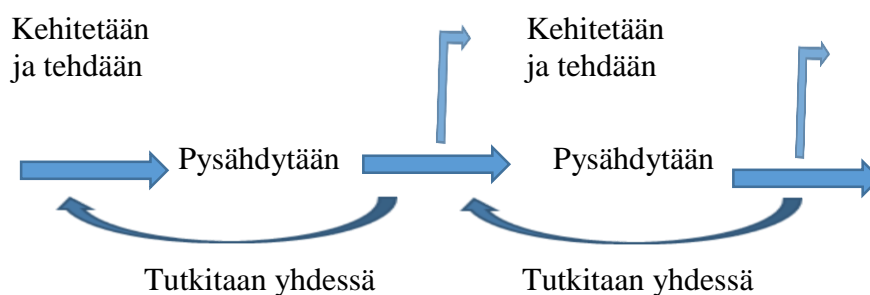 Kehitetään
ja tehdään
Kehitetään
ja tehdään
Pysähdytään
Pysähdytään
Tutkitaan yhdessä
Tutkitaan yhdessä